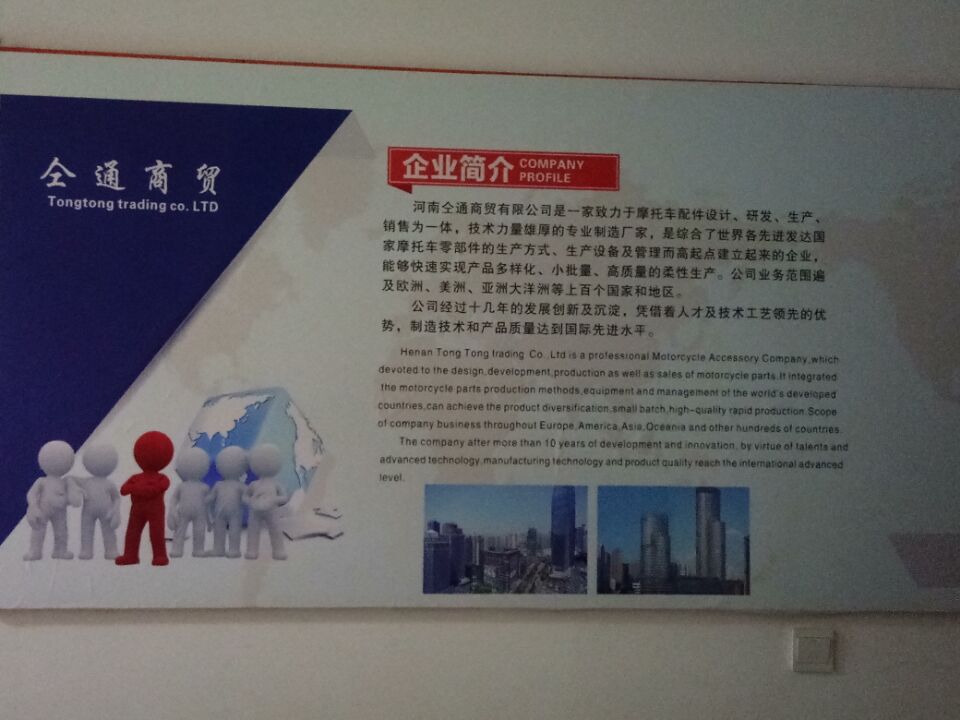 仝通商贸
Tongtong trading co. LTD
企业简介 COMPANY PROFILE
河南仝通商贸有限公司是一家致力于摩托车配件设计、研发、生产、
销售为一体，技术力量雄厚的专业制造厂家，是综合了世界各先进发达国
家摩托车零部件的生产方式、生产设备及管理而高起点建立起来的企业，
能够快速实现产品多样化、小批量、高质量的柔性生产。公司业务范围遍
及欧洲、美洲、亚洲大洋洲等上百个国家和地区。
公司经过十几年的发展创新及沉淀，凭借着人才及技术工艺领先的优
势，制造技术和产品质量达到国际先进水平。
Henan Tong Tong trading Co.,Ltd is a professional Motorcycle Accessory Company,which
devoted to the design,development,production as well as sales of motorcycle parts.It integrated
the motorcycle parts production methods,equipment and management of the world's developed
countries,can achieve the product diversification,small batch,high-quality rapid production.Scope
of company business throughout Europe,America,Asia,Oceania and other hundreds of countries.
The company after more than 10 years of development and innovation, by virtue of talents and
advanced technology,manufacturing technology and product quality reach the international advanced
level.